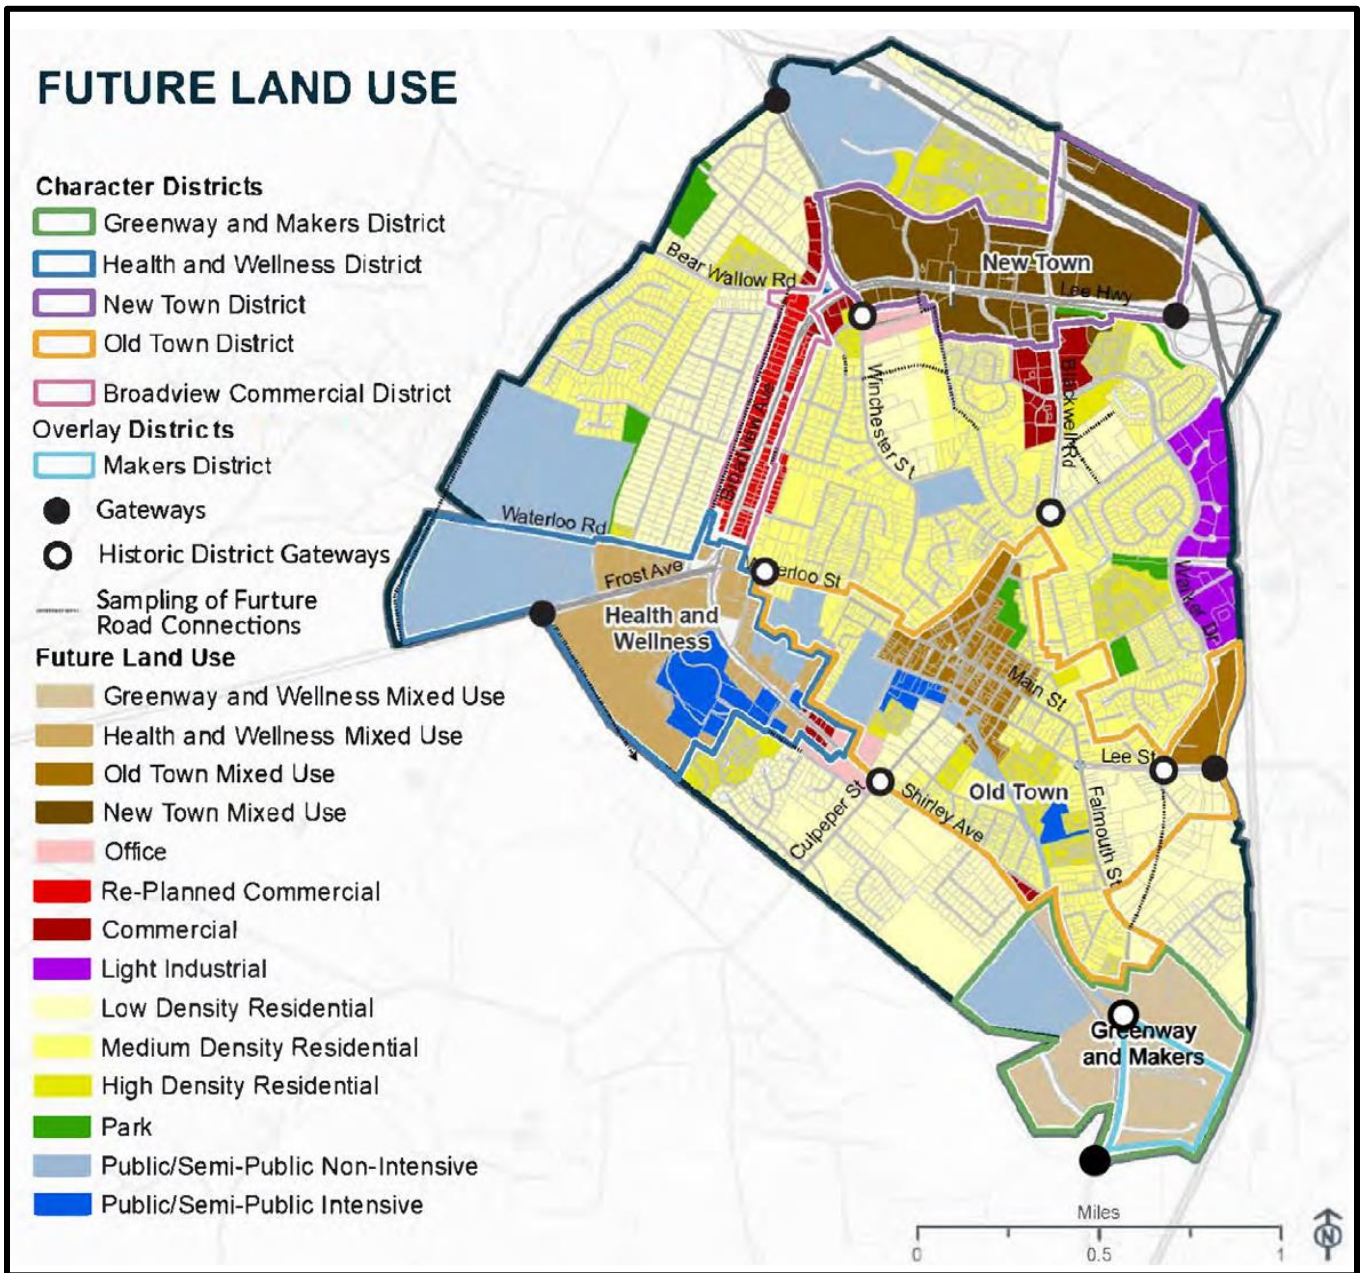 FUTURE LAND USE
Character Districts
Greenway and Makers District
Health and Wellness District
New Town District
Old Town District
Broadview Commercial District
Overlay Districts
Makers District
Gateways
Historic District Gateways
Sampling of Furture
Road Connections
Future Land Use
Greenway and Wellness Mixed Use
Health and Wellness Mixed Use
Old Town Mixed Use
New Town Mixed Use
Office
Re-Planned Commercial
Commercial
Light Industrial
Low Density Residential
Medium Density Residential
High Density Residential
Park
Public/Semi-Public Non-Intensive
Public/Semi-Public Intensive
Bear Wallow Rd
New Town
Lee Hwy
Broadview Ave
Winchester St
Blackwell Rd
Waterloo Rd
Frost Ave
Waterloo St
Walker Dr
Health and
Wellness
Main St
Lee St
Old Town
Culpeper St
Shirley Ave
Falmouth St
Greenway
and Makers
Miles
0 0.5 1
N